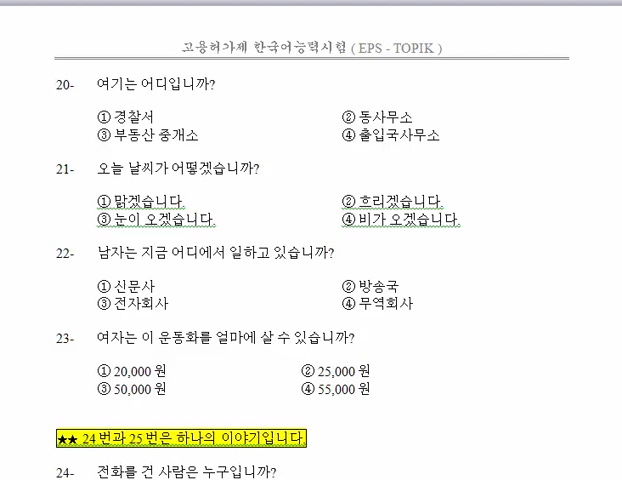 고용허가제 한국어능력시험 ( EPS - TOPIK )
20- 여기는 어디입니까?
① 경찰서 ② 동사무소
③ 부동산 중개소 ④ 출입국사무소
21- 오늘 날씨가 어떻겠습니까?
① 맑겠습니다. ② 흐리겠습니다.
③ 눈이 오겠습니다. ④ 비가 오겠습니다.
22- 남자는 지금 어디에서 일하고 있습니까?
① 신문사 ② 방송국
③ 전자회사 ④ 무역회사
23- 여자는 이 운동화를 얼마에 살 수 있습니까?
① 20,000 원 ② 25,000 원
③ 50,000 원 ④ 55,000 원
★★ 24 번과 25 번은 하나의 이야기입니다
24- 전화를 건 사람은 누구입니까?